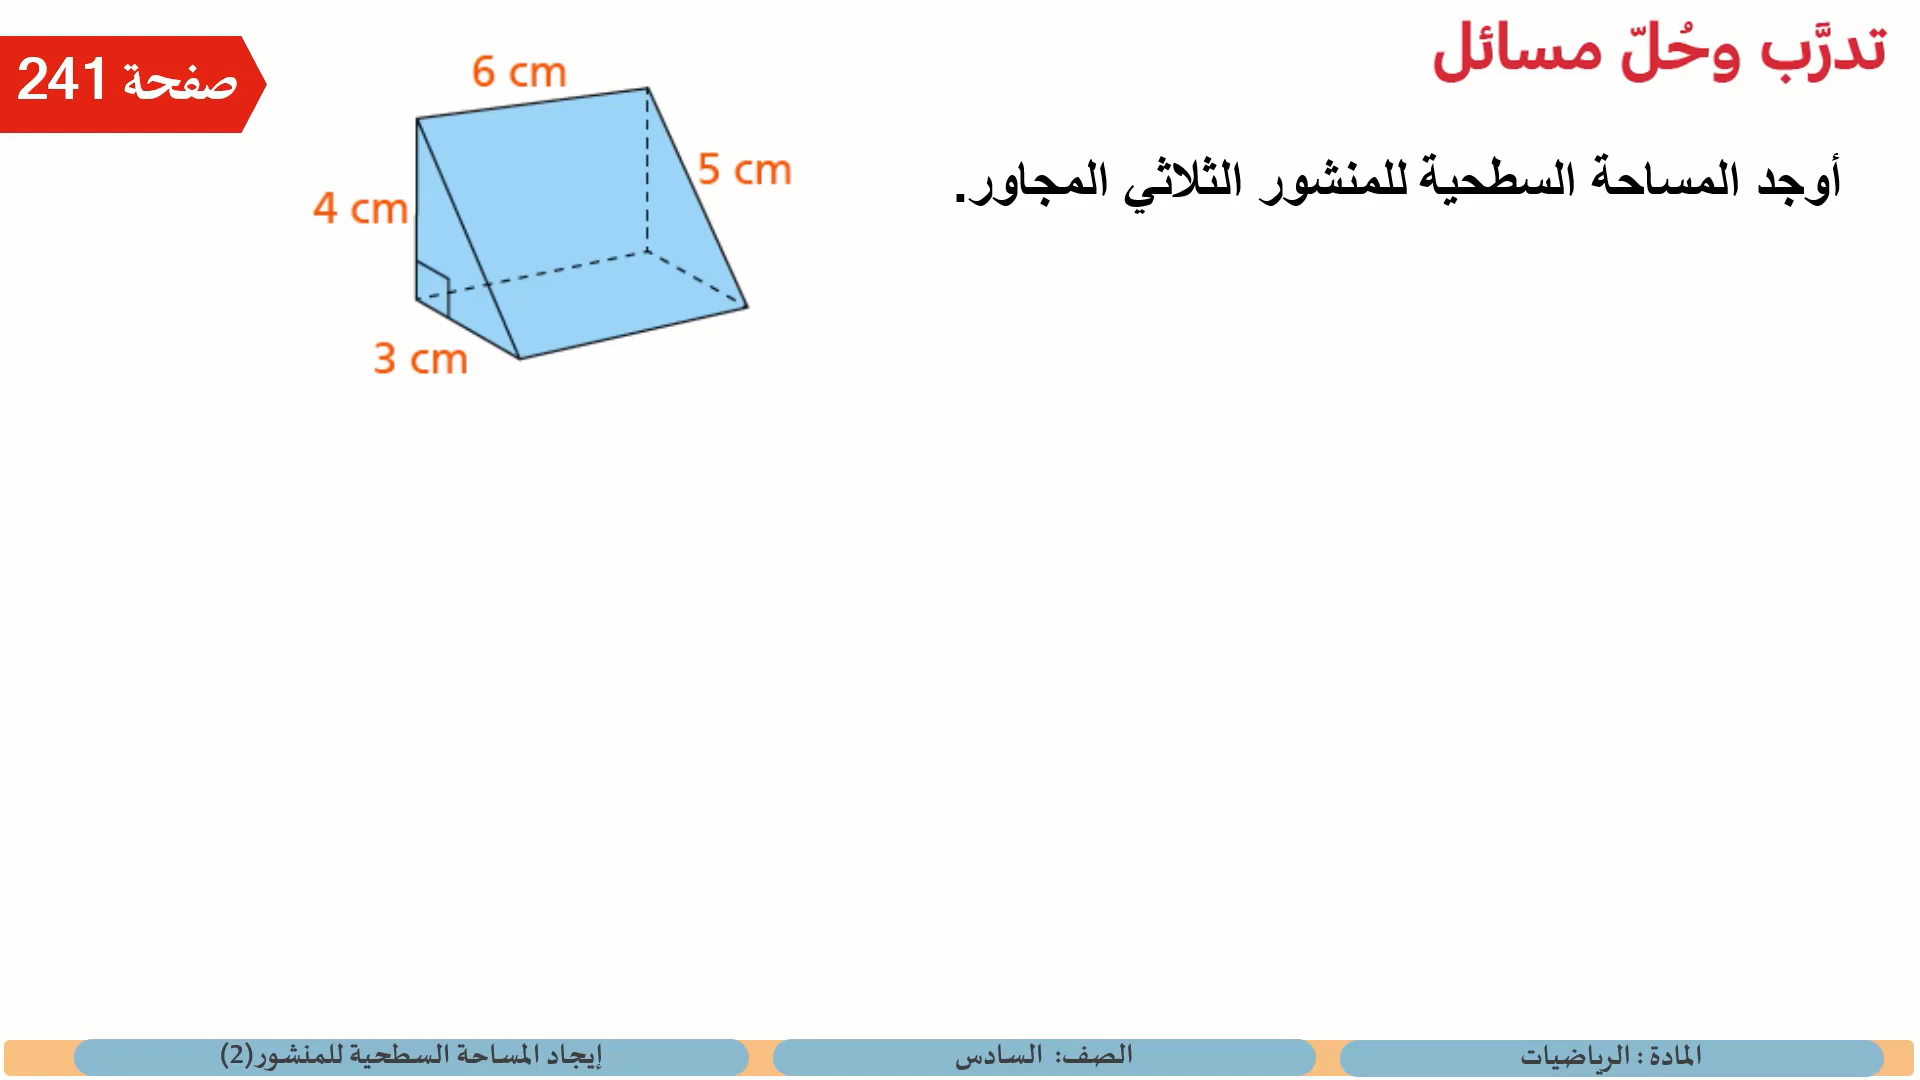 تدرَّب وحُلّ مسائل
صفحة 241
أوجد المساحة السطحية للمنشور الثلاثي المجاور.
6 cm
5 cm
4 cm
3 cm
المادة : الرياضيات
الصف: السادس
إيجاد المساحة السطحية للمنشور(2)